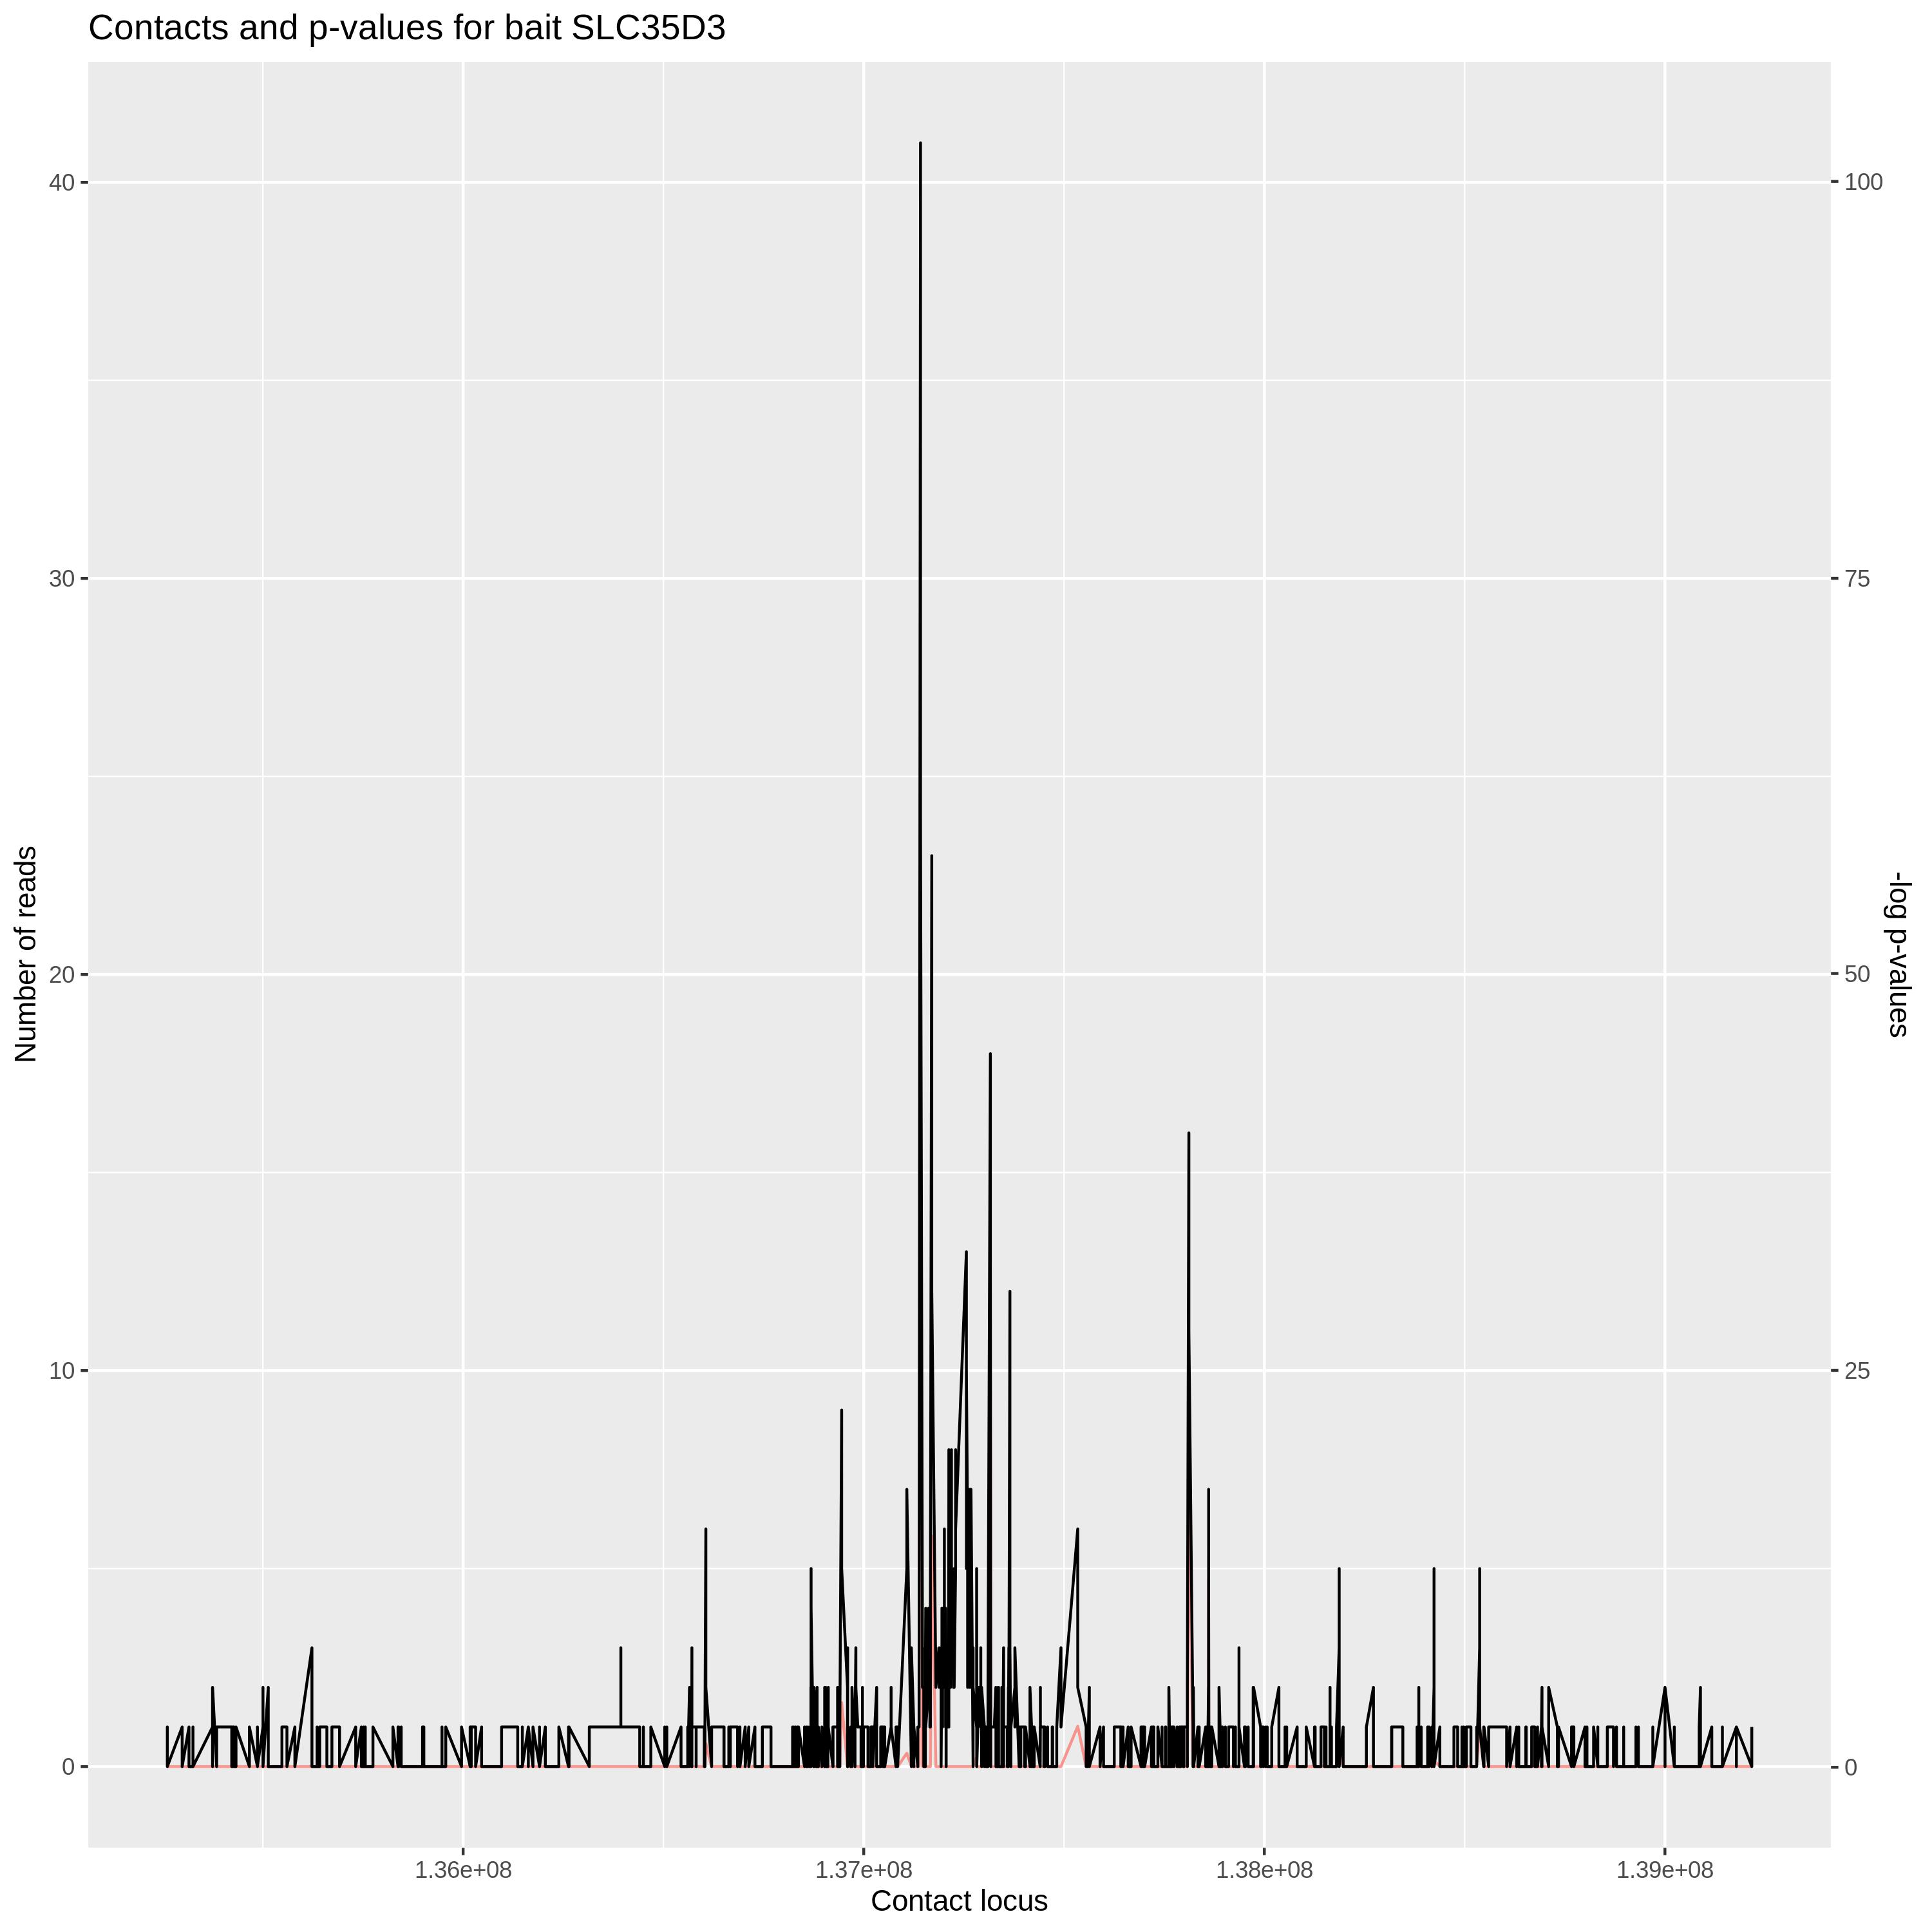 Contacts and p-values for bait SLC35D3
40
30
20
10
0
100
75
50
25
0
Number of reads
-log p-values
1.36e+08 1.37e+08 1.38e+08 1.39e+08
Contact locus